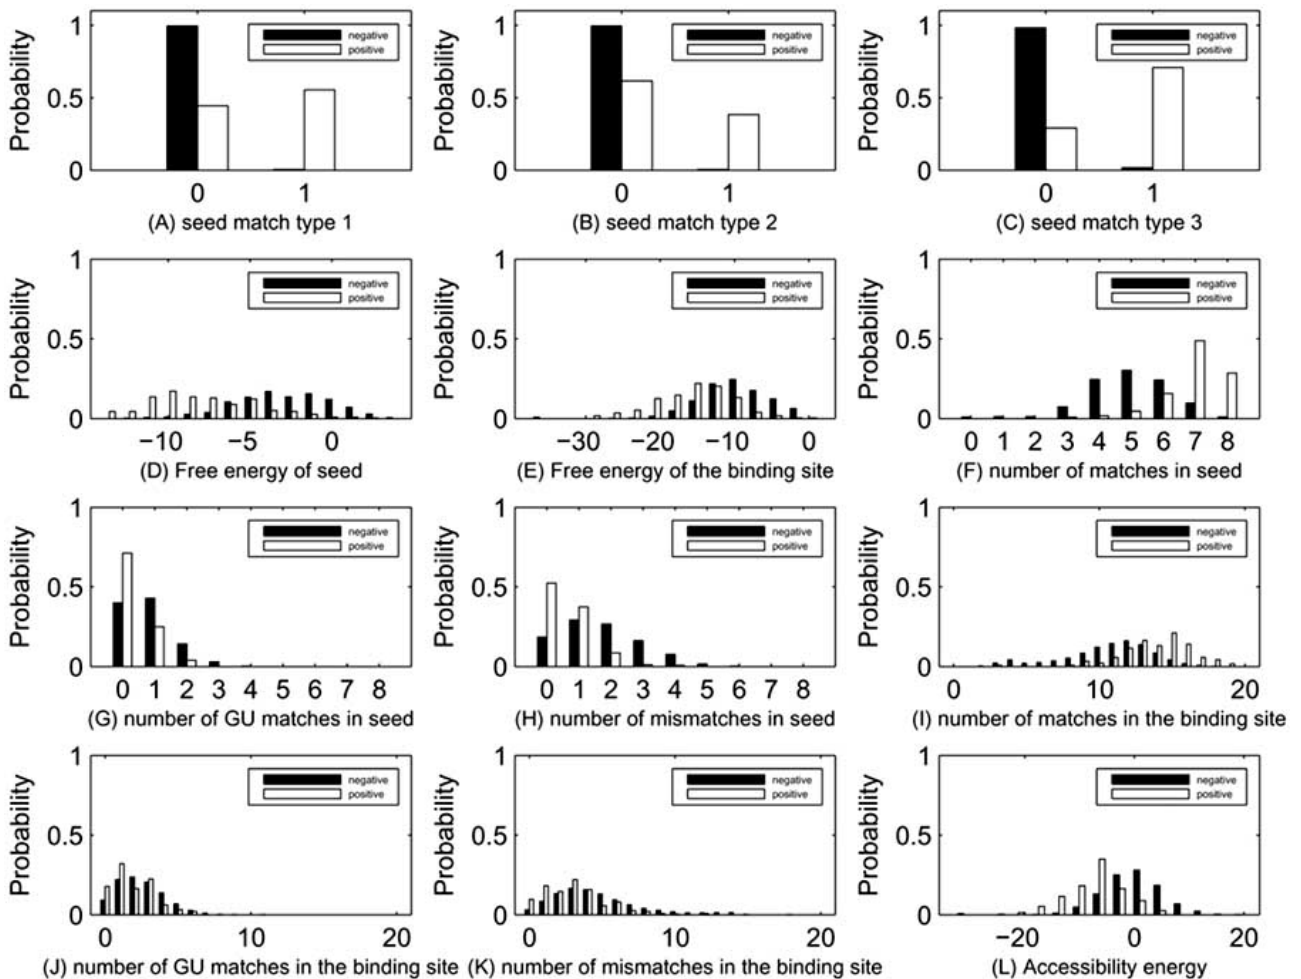 Probability
1
0.5
0
negative
positive
0 1
(A) seed match type 1
Probability
1
0.5
0
negative
positive
0 1
(B) seed match type 2
Probability
1
0.5
0
negative
positive
0 1
(C) seed match type 3
Probability
1
0.5
0
negative
positive
−10 −5 0
(D) Free energy of seed
Probability
1
0.5
0
negative
positive
−30 −20 −10 0
(E) Free energy of the binding site
Probability
1
0.5
0
negative
positive
0 1 2 3 4 5 6 7 8
(F) number of matches in seed
Probability
1
0.5
0
negative
positive
0 1 2 3 4 5 6 7 8
(G) number of GU matches in seed
Probability
1
0.5
0
negative
positive
0 1 2 3 4 5 6 7 8
(H) number of mismatches in seed
Probability
1
0.5
0
negative
positive
0 10 20
(I) number of matches in the binding site
Probability
1
0.5
0
negative
positive
0 10 20
(J) number of GU matches in the binding site
Probability
1
0.5
0
negative
positive
0 10 20
(K) number of mismatches in the binding site
Probability
1
0.5
0
negative
positive
−20 0 20
(L) Accessibility energy